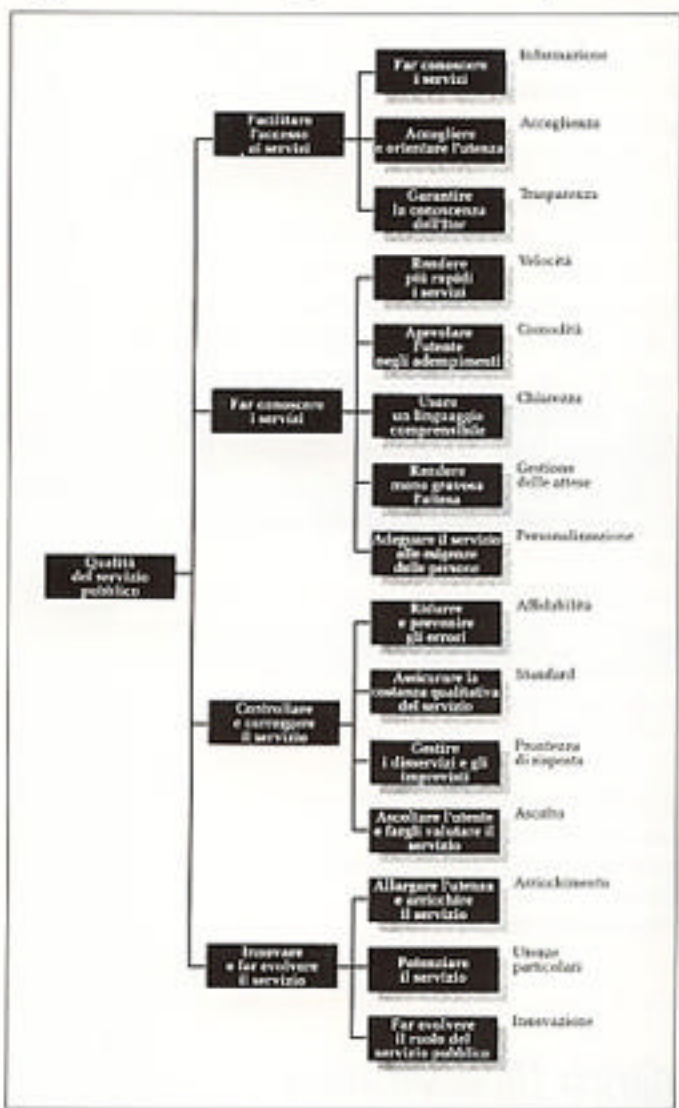 Far conoscere
i servizi
Informazione
Facilitare
l'accesso
ai servizi
Accogliere
e orientare l'utenza
Accoglienza
Garantire
la conoscenza
dell'iter
Trasparenza
Rendere
più rapidi
i servizi
Velocità
Agevolare
l'utente
negli adempimenti
Comodità
Far conoscere
i servizi
Usare
un linguaggio
comprensibile
Chiarezza
Rendere
meno gravosa
l'attesa
Gestione
delle attese
Adeguare il servizio
alle esigenze
delle persone
Personalizzazione
Qualità
del servizio
pubblico
Ridurre
e prevenire
gli errori
Affidabilità
Assicurare la
costanza qualitativa
del servizio
Standard
Controllare
e correggere
il servizio
Gestire
i disservizi e gli
imprevisti
Prontezza
di risposta
Ascoltare l'utente
e fargli valutare il
servizio
Ascolto
Allargare l'utenza
e arricchire
il servizio
Arricchimento
Innovare
e far evolvere
il servizio
Potenziare
il servizio
Utenze
particolari
Far evolvere
il ruolo del
servizio pubblico
Innovazione